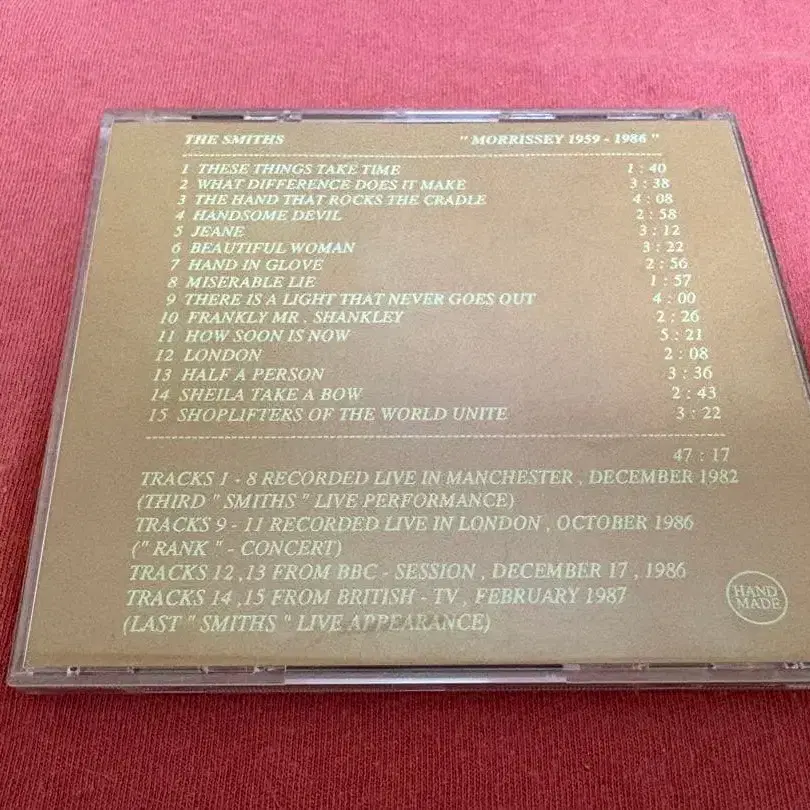 THE SMITHS " MORRISSEY 1959 - 1986 "
1 THESE THINGS TAKE TIME 1 : 40
2 WHAT DIFFERENCE DOES IT MAKE 3 : 38
3 THE HAND THAT ROCKS THE CRADLE 4 : 08
4 HANDSOME DEVIL 2 : 58
5 JEANE 3 : 12
6 BEAUTIFUL WOMAN 3 : 22
7 HAND IN GLOVE 2 : 56
8 MISERABLE LIE 1 : 57
9 THERE IS A LIGHT THAT NEVER GOES OUT 4 : 00
10 FRANKLY MR . SHANKLEY 2 : 26
11 HOW SOON IS NOW 5 : 21
12 LONDON 2 : 08
13 HALF A PERSON 3 : 36
14 SHEILA TAKE A BOW 2 : 43
15 SHOPLIFTERS OF THE WORLD UNITE 3 : 22
47 : 17
TRACKS 1 - 8 RECORDED LIVE IN MANCHESTER , DECEMBER 1982
(THIRD " SMITHS " LIVE PERFORMANCE)
TRACKS 9 - 11 RECORDED LIVE IN LONDON , OCTOBER 1986
(" RANK " - CONCERT)
TRACKS 12 ,13 FROM BBC - SESSION , DECEMBER 17 , 1986
TRACKS 14 ,15 FROM BRITISH - TV , FEBRUARY 1987
(LAST " SMITHS " LIVE APPEARANCE)
HAND
MADE